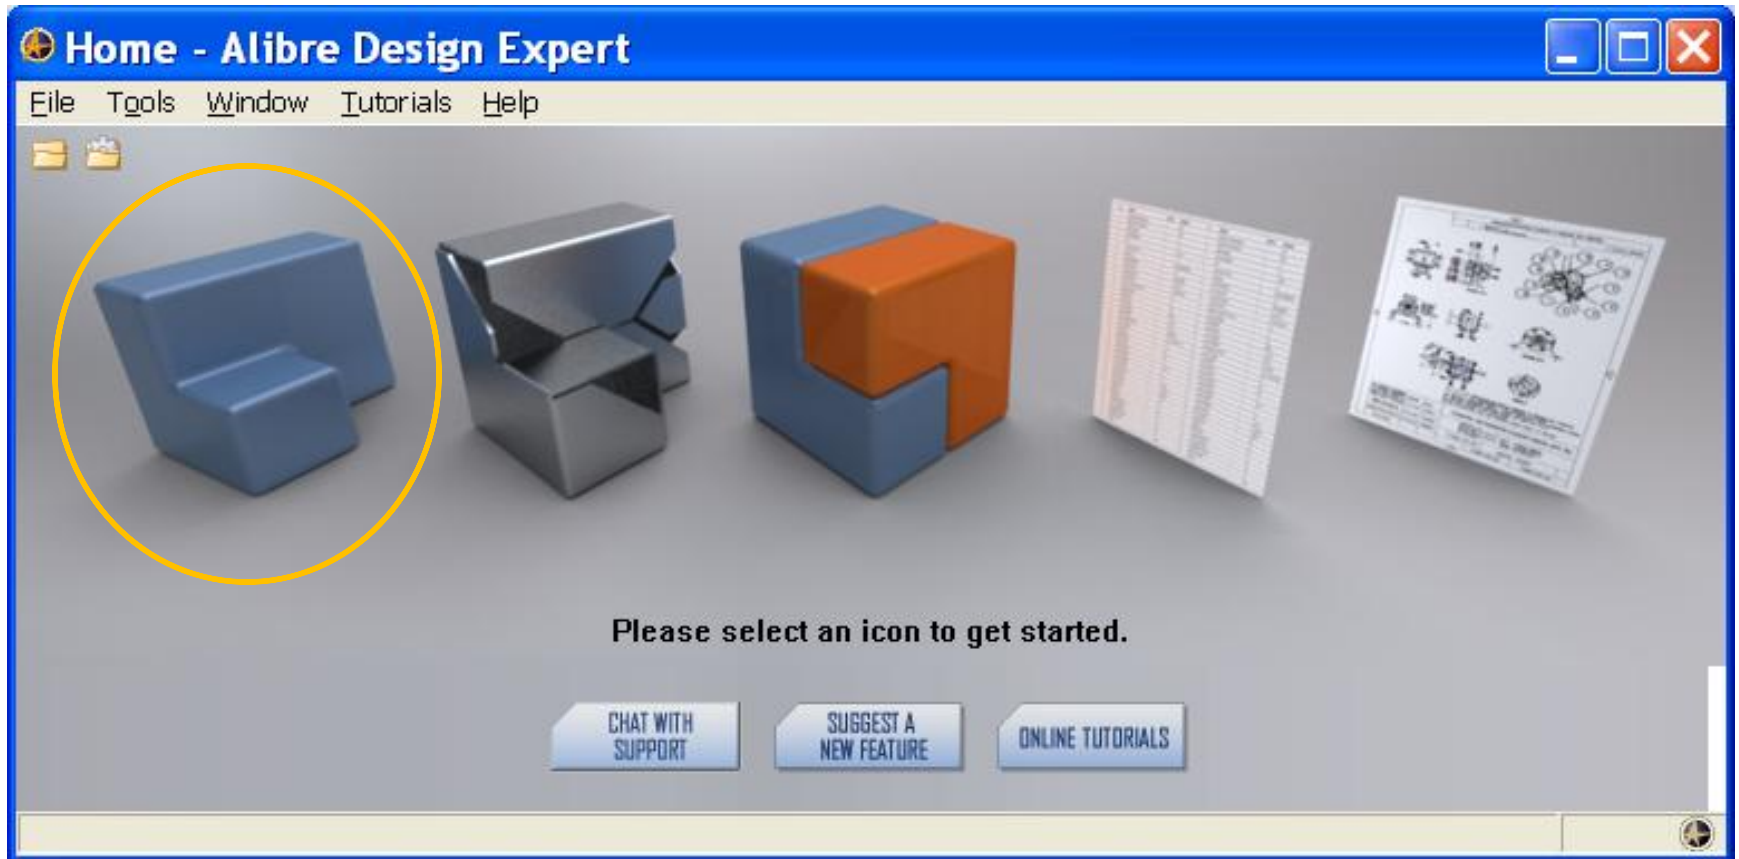 Home - Alibre Design Expert
File Tools Window Tutorials Help
Please select an icon to get started.
CHAT WITH
SUPPORT
SUGGEST A
NEW FEATURE
ONLINE TUTORIALS